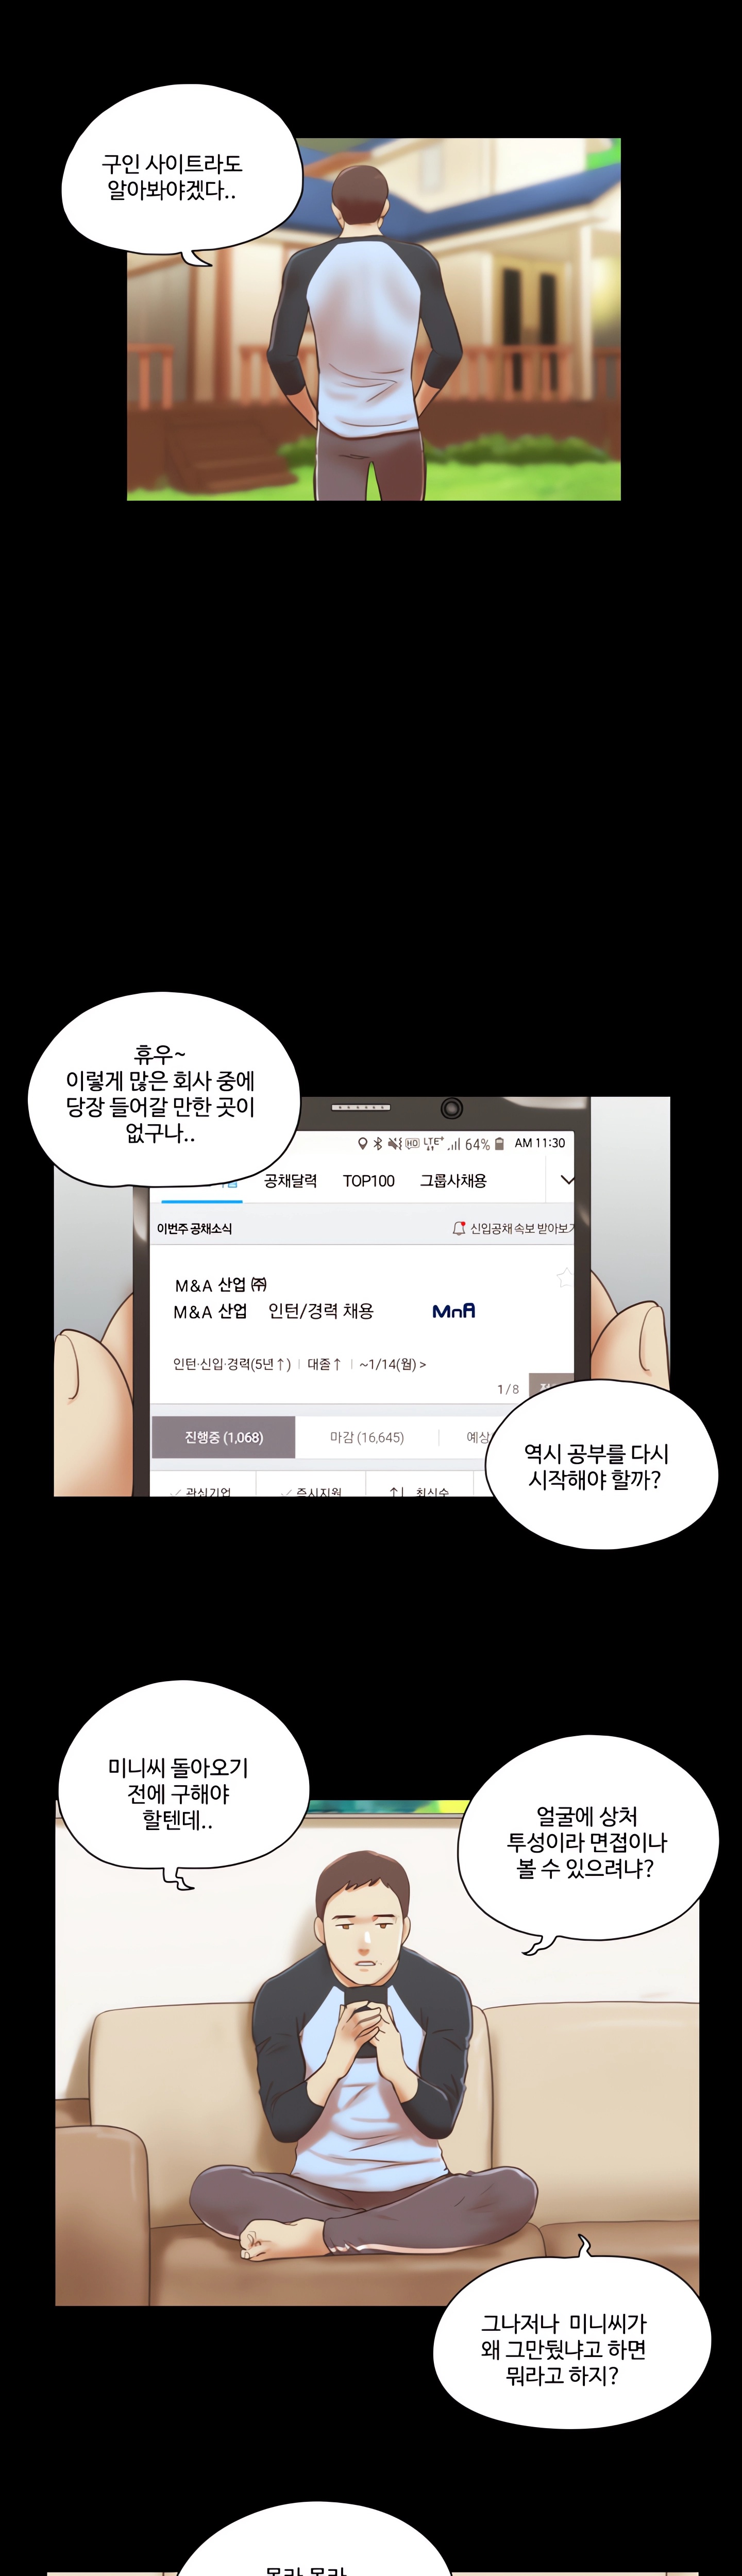 구인 사이트라도
알아봐야겠다..
휴우~
이렇게 많은 회사 중에
당장 들어갈 만한 곳이
없구나..
HD LTE+ 64% AM 11:30
공채달력 TOP100 그룹사채용
이번주 공채소식 신입공채 속보 받아보기
M&A 산업 ㈜
M&A 산업 인턴/경력 채용 MnA
인턴·신입·경력(5년↑) | 대졸↑ | ~1/14(월) >
1/8
진행중 (1,068) 마감 (16,645) 예상
관심기업 즉시지원 ↑↓ 최신순
역시 공부를 다시
시작해야 할까?
미니씨 돌아오기
전에 구해야
할텐데..
얼굴에 상처
투성이라 면접이나
볼 수 있으려냐?
그나저나 미니씨가
왜 그만뒀냐고 하면
뭐라고 하지?